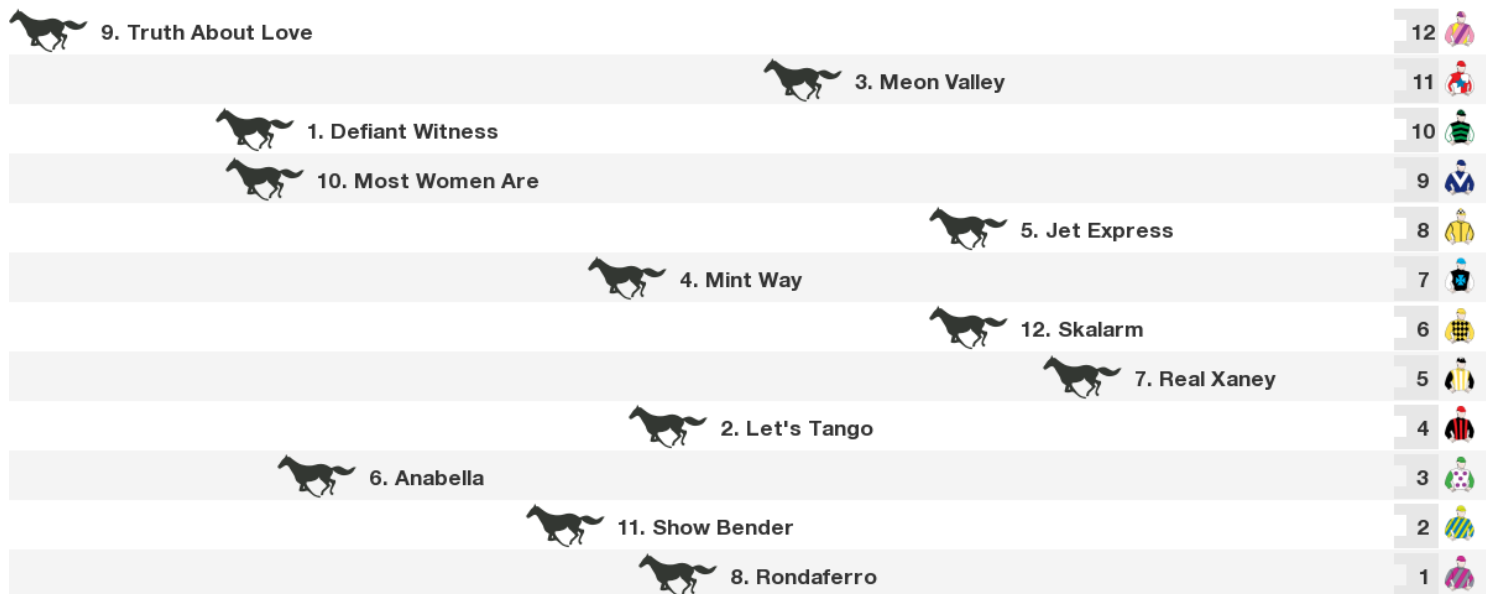 9. Truth About Love 12
3. Meon Valley 11
1. Defiant Witness 10
10. Most Women Are 9
5. Jet Express 8
4. Mint Way 7
12. Skalarm 6
7. Real Xaney 5
2. Let's Tango 4
6. Anabella 3
11. Show Bender 2
8. Rondaferro 1